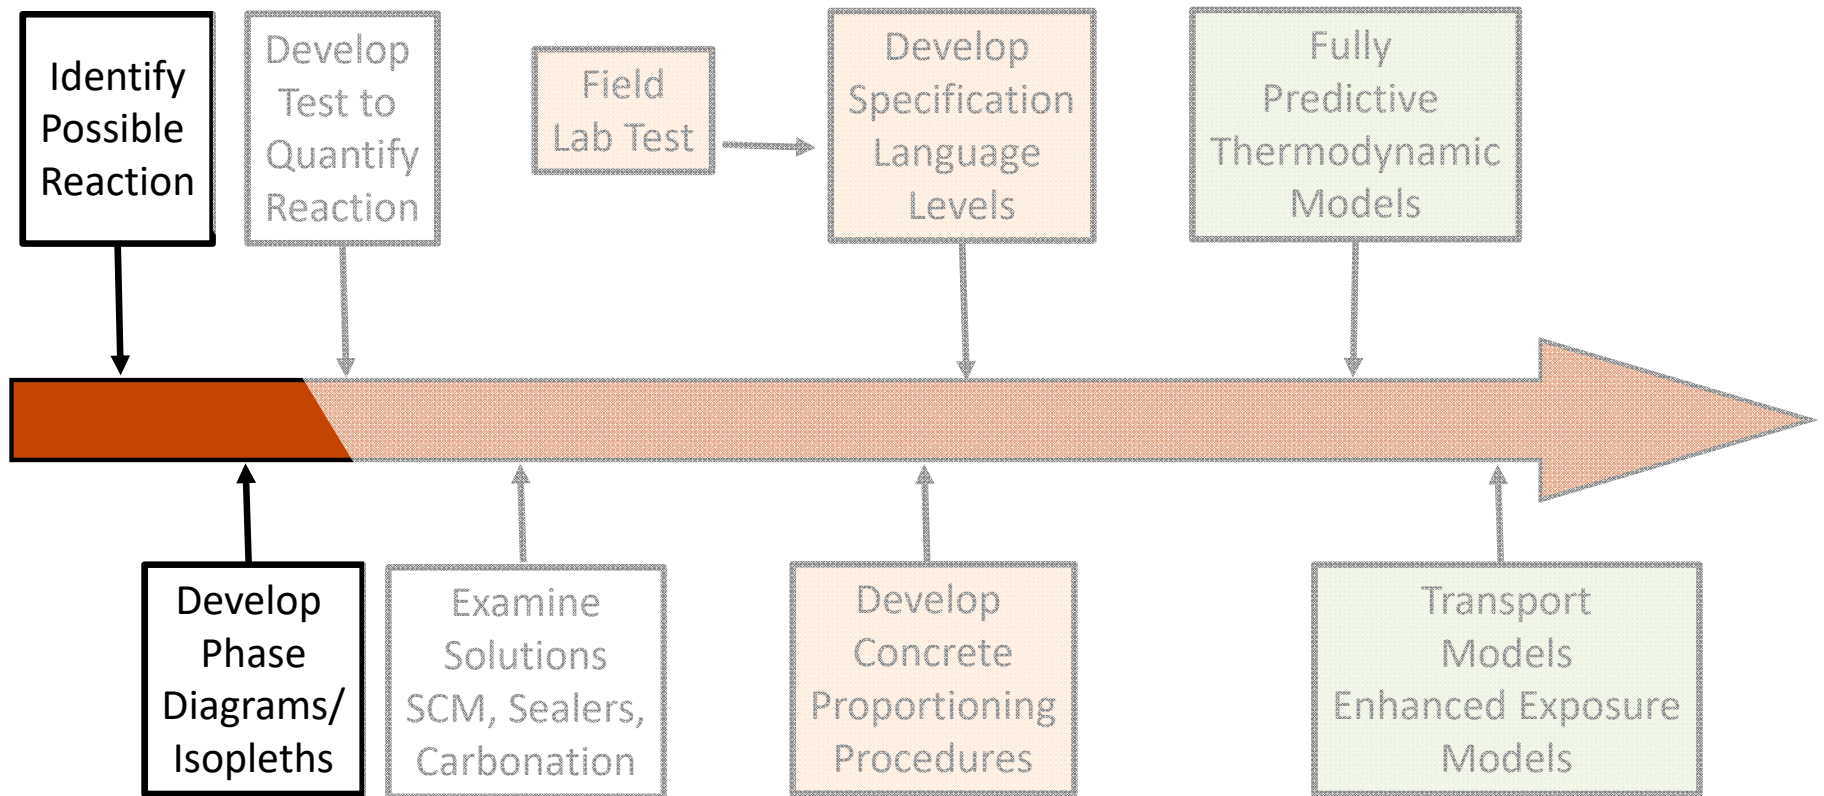 Identify
Possible
Reaction
Develop
Test to
Quantify
Reaction
Field
Lab Test
Develop
Specification
Language
Levels
Fully
Predictive
Thermodynamic
Models
Develop
Phase
Diagrams/
Isopleths
Examine
Solutions
SCM, Sealers,
Carbonation
Develop
Concrete
Proportioning
Procedures
Transport
Models
Enhanced Exposure
Models